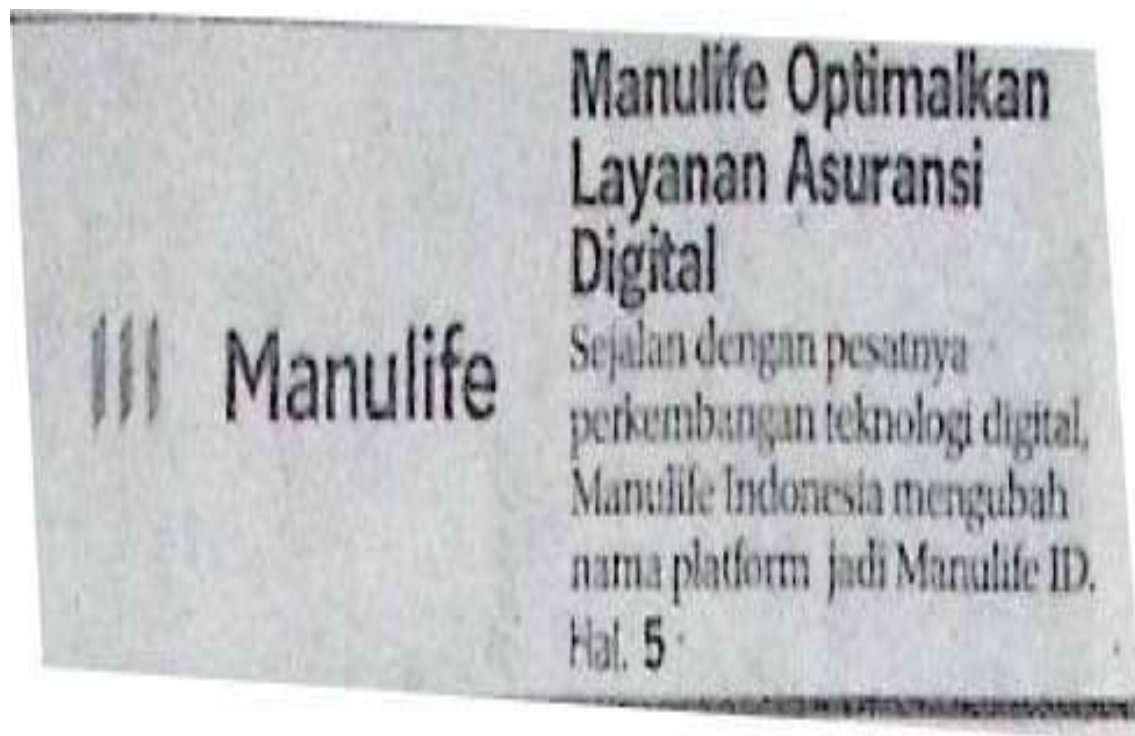 Manulife
Manulife Optimalkan
Layanan Asuransi
Digital
Sejalan dengan pesatnya
perkembangan teknologi digital,
Manulife Indonesia mengubah
nama platform jadi Manulife ID.
Hal. 5